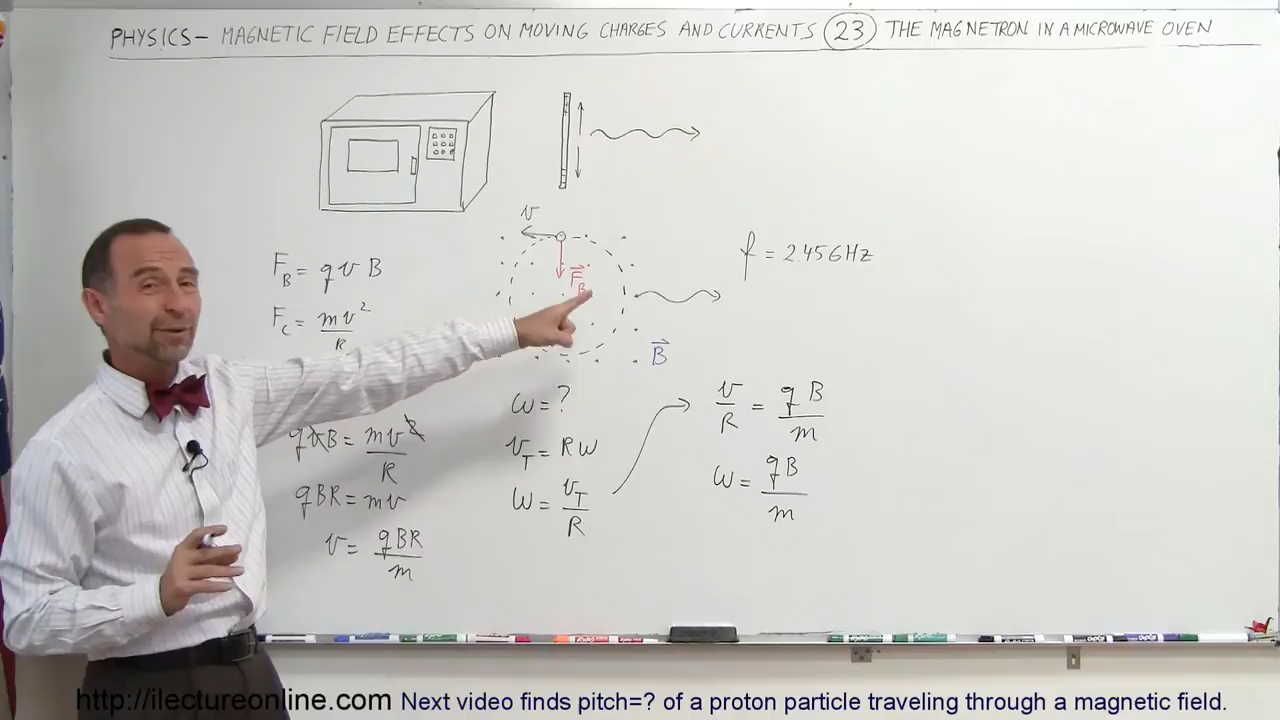 PHYSICS- MAGNETIC FIELD EFFECTS ON MOVING CHARGES AND CURRENTS (23) THE MAGNETRON IN A MICROWAVE OVEN
v
F_B = qvB
F_B
f = 2.45 GHz
F_c = mv²/R
B
qvB = mv²/R
qBR = mv
v = qBR/m
ω = ?
v_T = Rω
ω = v_T/R
v/R = qB/m
ω = qB/m
http://ilectureonline.com Next video finds pitch=? of a proton particle traveling through a magnetic field.